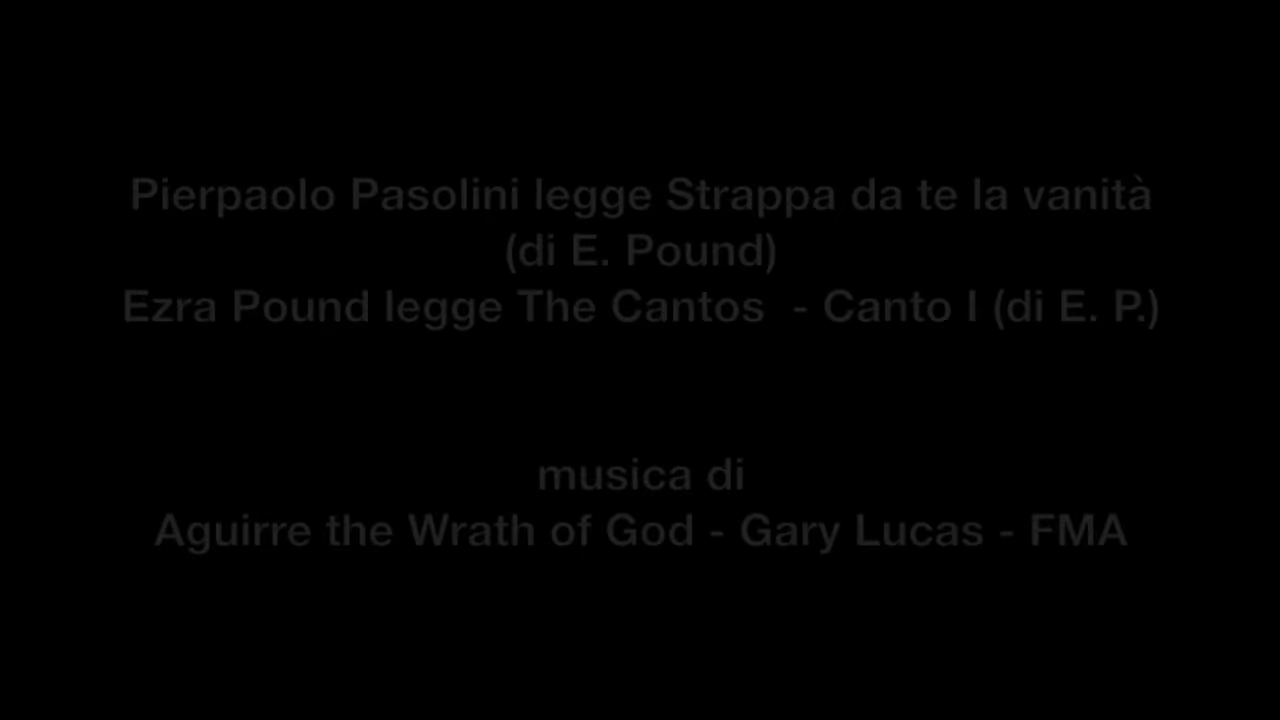 Pierpaolo Pasolini legge Strappa da te la vanità
(di E. Pound)
Ezra Pound legge The Cantos  - Canto I (di E. P.)
musica di
Aguirre the Wrath of God - Gary Lucas - FMA